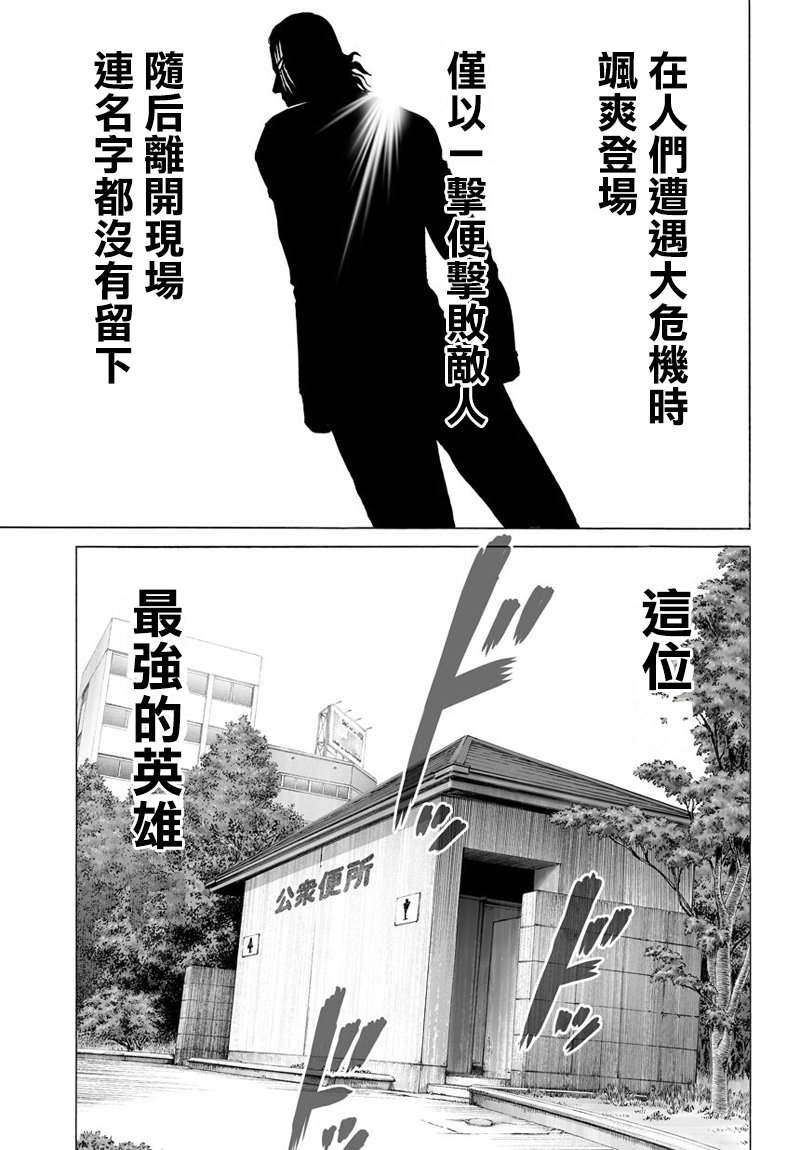 在人們遭遇大危機時
颯爽登場
僅以一擊便擊敗敵人
隨后離開現場
連名字都沒有留下
這位
最強的英雄
ドド
ドド
公衆便所
4